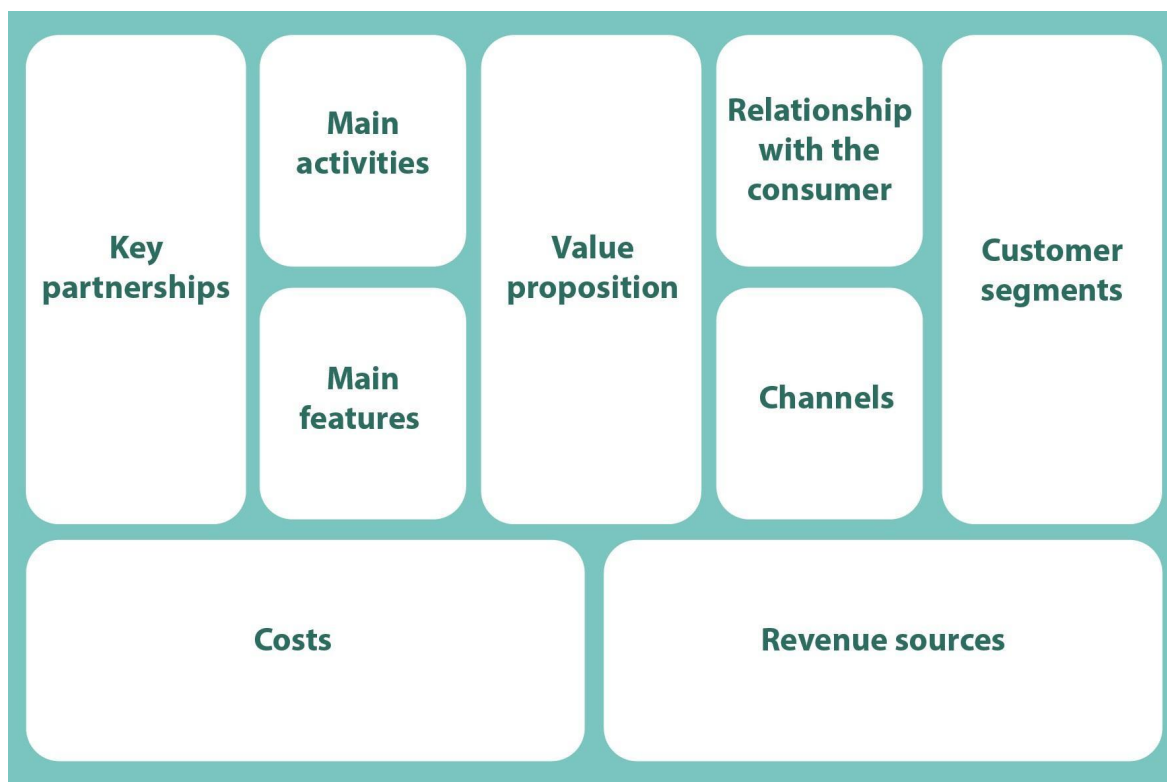 Key
partnerships
Main
activities
Main
features
Value
proposition
Relationship
with the
consumer
Channels
Customer
segments
Costs
Revenue sources